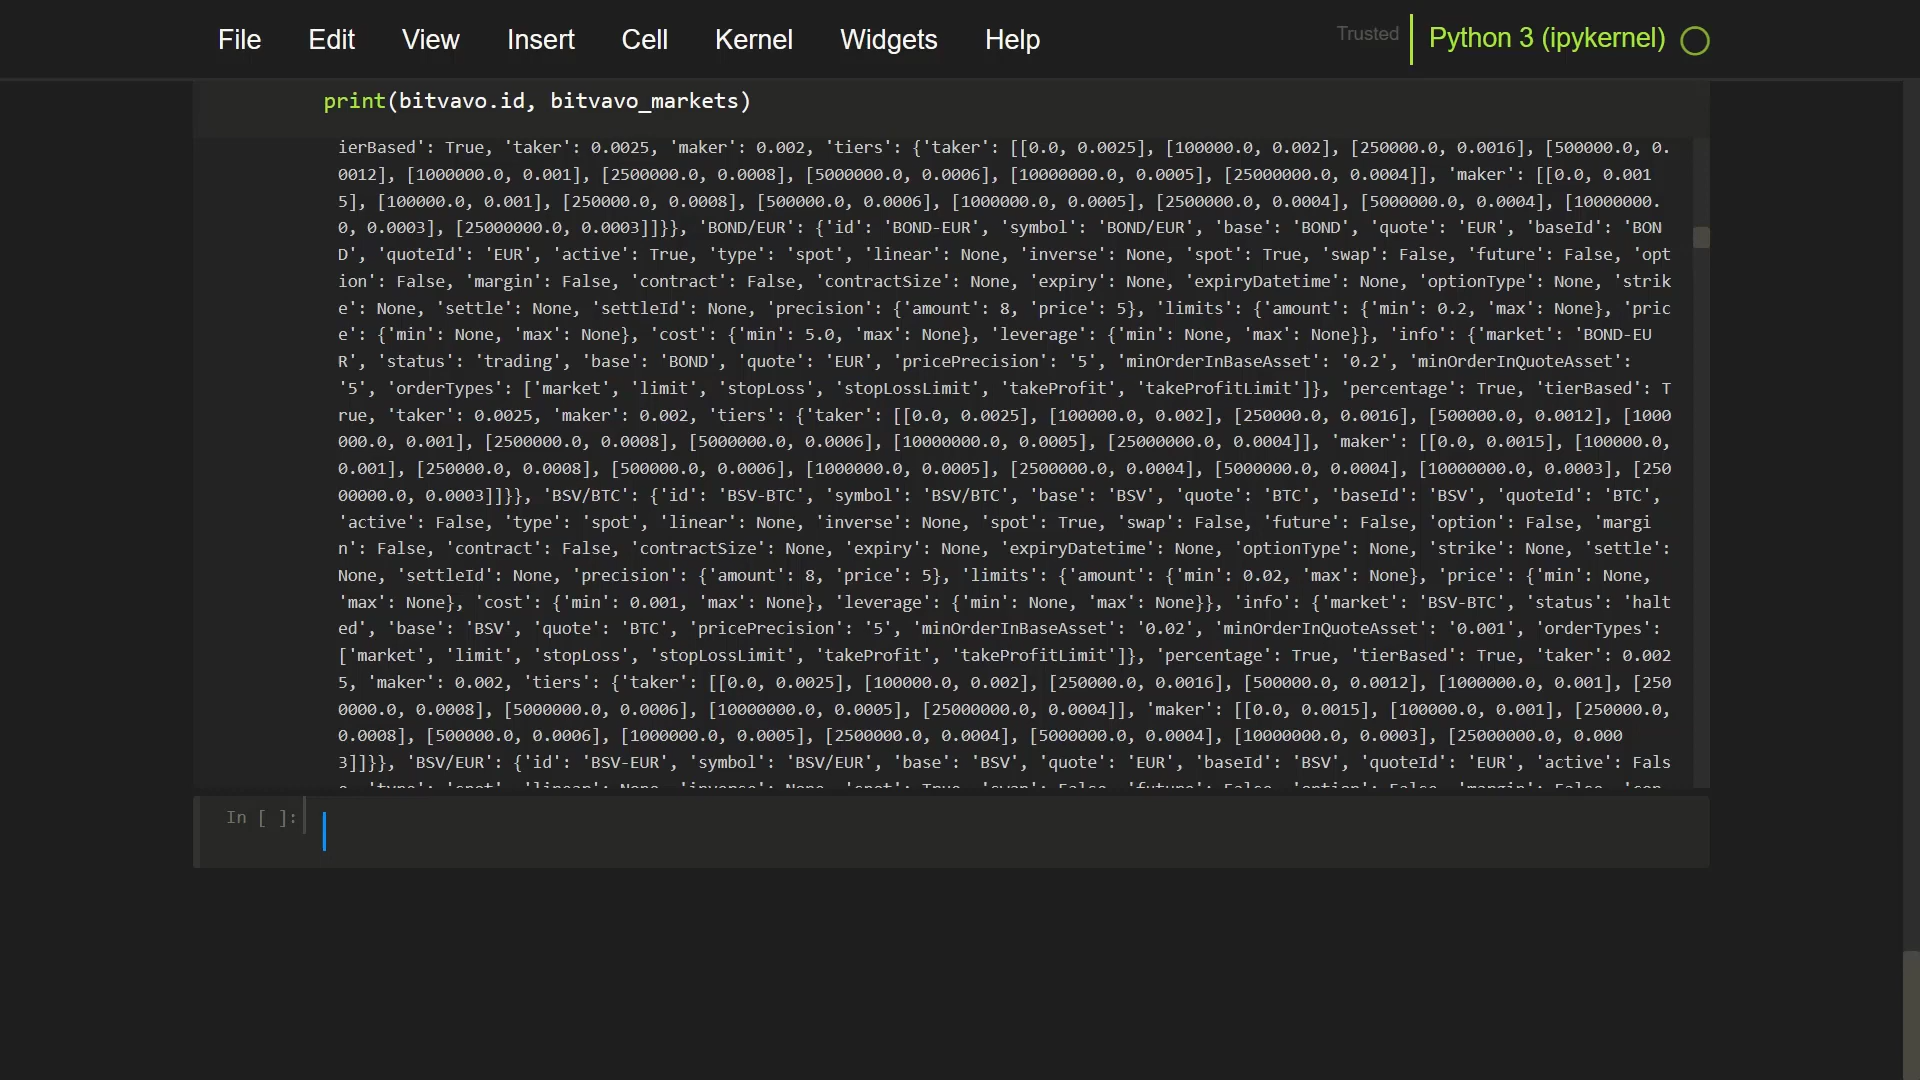 File Edit View Insert Cell Kernel Widgets Help Trusted Python 3 (ipykernel)
print(bitvavo.id, bitvavo_markets)
ierBased': True, 'taker': 0.0025, 'maker': 0.002, 'tiers': {'taker': [[0.0, 0.0025], [100000.0, 0.002], [250000.0, 0.0016], [500000.0, 0.
0012], [1000000.0, 0.001], [2500000.0, 0.0008], [5000000.0, 0.0006], [10000000.0, 0.0005], [25000000.0, 0.0004]], 'maker': [[0.0, 0.001
5], [100000.0, 0.001], [250000.0, 0.0008], [500000.0, 0.0006], [1000000.0, 0.0005], [2500000.0, 0.0004], [5000000.0, 0.0004], [10000000.
0, 0.0003], [25000000.0, 0.0003]]}}, 'BOND/EUR': {'id': 'BOND-EUR', 'symbol': 'BOND/EUR', 'base': 'BOND', 'quote': 'EUR', 'baseId': 'BON
D', 'quoteId': 'EUR', 'active': True, 'type': 'spot', 'linear': None, 'inverse': None, 'spot': True, 'swap': False, 'future': False, 'opt
ion': False, 'margin': False, 'contract': False, 'contractSize': None, 'expiry': None, 'expiryDatetime': None, 'optionType': None, 'strik
e': None, 'settle': None, 'settleId': None, 'precision': {'amount': 8, 'price': 5}, 'limits': {'amount': {'min': 0.2, 'max': None}, 'pric
e': {'min': None, 'max': None}, 'cost': {'min': 5.0, 'max': None}, 'leverage': {'min': None, 'max': None}}, 'info': {'market': 'BOND-EU
R', 'status': 'trading', 'base': 'BOND', 'quote': 'EUR', 'pricePrecision': '5', 'minOrderInBaseAsset': '0.2', 'minOrderInQuoteAsset':
'5', 'orderTypes': ['market', 'limit', 'stopLoss', 'stopLossLimit', 'takeProfit', 'takeProfitLimit']}, 'percentage': True, 'tierBased': T
rue, 'taker': 0.0025, 'maker': 0.002, 'tiers': {'taker': [[0.0, 0.0025], [100000.0, 0.002], [250000.0, 0.0016], [500000.0, 0.0012], [1000
000.0, 0.001], [2500000.0, 0.0008], [5000000.0, 0.0006], [10000000.0, 0.0005], [25000000.0, 0.0004]], 'maker': [[0.0, 0.0015], [100000.0,
0.001], [250000.0, 0.0008], [500000.0, 0.0006], [1000000.0, 0.0005], [2500000.0, 0.0004], [5000000.0, 0.0004], [10000000.0, 0.0003], [250
00000.0, 0.0003]]}}, 'BSV/BTC': {'id': 'BSV-BTC', 'symbol': 'BSV/BTC', 'base': 'BSV', 'quote': 'BTC', 'baseId': 'BSV', 'quoteId': 'BTC',
'active': False, 'type': 'spot', 'linear': None, 'inverse': None, 'spot': True, 'swap': False, 'future': False, 'option': False, 'margi
n': False, 'contract': False, 'contractSize': None, 'expiry': None, 'expiryDatetime': None, 'optionType': None, 'strike': None, 'settle':
None, 'settleId': None, 'precision': {'amount': 8, 'price': 5}, 'limits': {'amount': {'min': 0.02, 'max': None}, 'price': {'min': None,
'max': None}, 'cost': {'min': 0.001, 'max': None}, 'leverage': {'min': None, 'max': None}}, 'info': {'market': 'BSV-BTC', 'status': 'halt
ed', 'base': 'BSV', 'quote': 'BTC', 'pricePrecision': '5', 'minOrderInBaseAsset': '0.02', 'minOrderInQuoteAsset': '0.001', 'orderTypes':
['market', 'limit', 'stopLoss', 'stopLossLimit', 'takeProfit', 'takeProfitLimit']}, 'percentage': True, 'tierBased': True, 'taker': 0.002
5, 'maker': 0.002, 'tiers': {'taker': [[0.0, 0.0025], [100000.0, 0.002], [250000.0, 0.0016], [500000.0, 0.0012], [1000000.0, 0.001], [250
0000.0, 0.0008], [5000000.0, 0.0006], [10000000.0, 0.0005], [25000000.0, 0.0004]], 'maker': [[0.0, 0.0015], [100000.0, 0.001], [250000.0,
0.0008], [500000.0, 0.0006], [1000000.0, 0.0005], [2500000.0, 0.0004], [5000000.0, 0.0004], [10000000.0, 0.0003], [25000000.0, 0.000
3]]}}, 'BSV/EUR': {'id': 'BSV-EUR', 'symbol': 'BSV/EUR', 'base': 'BSV', 'quote': 'EUR', 'baseId': 'BSV', 'quoteId': 'EUR', 'active': Fals
In [ ]: